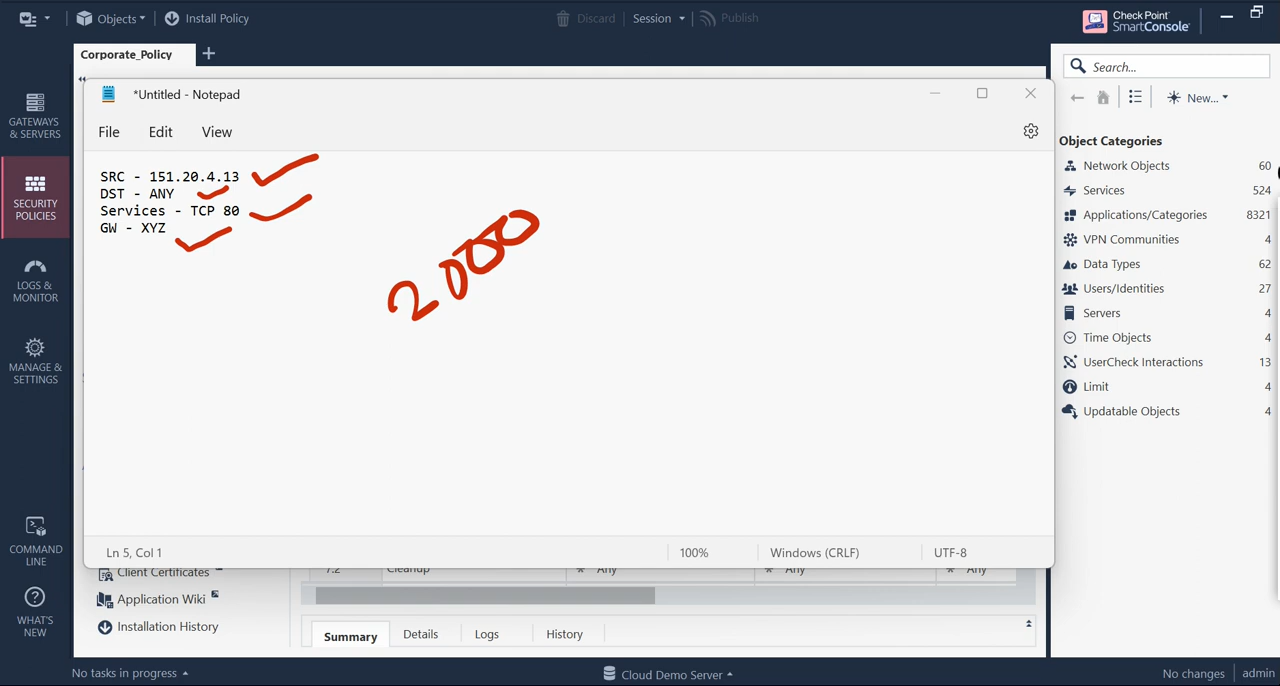 Objects
Install Policy
Discard
Session
Publish
Check Point
SmartConsole
Corporate_Policy
GATEWAYS
& SERVERS
SECURITY
POLICIES
LOGS &
MONITOR
MANAGE &
SETTINGS
COMMAND
LINE
WHAT'S
NEW
*Untitled - Notepad
File Edit View
SRC - 151.20.4.13
DST - ANY
Services - TCP 80
GW - XYZ
2000
Ln 5, Col 1
100%
Windows (CRLF)
UTF-8
7.2 Cleanup * Any * Any * Any
Client Certificates
Application Wiki
Installation History
Summary Details Logs History
Search...
New...
Object Categories
Network Objects 60
Services 524
Applications/Categories 8321
VPN Communities 4
Data Types 62
Users/Identities 27
Servers 4
Time Objects 4
UserCheck Interactions 13
Limit 4
Updatable Objects 4
No tasks in progress
Cloud Demo Server
No changes
admin